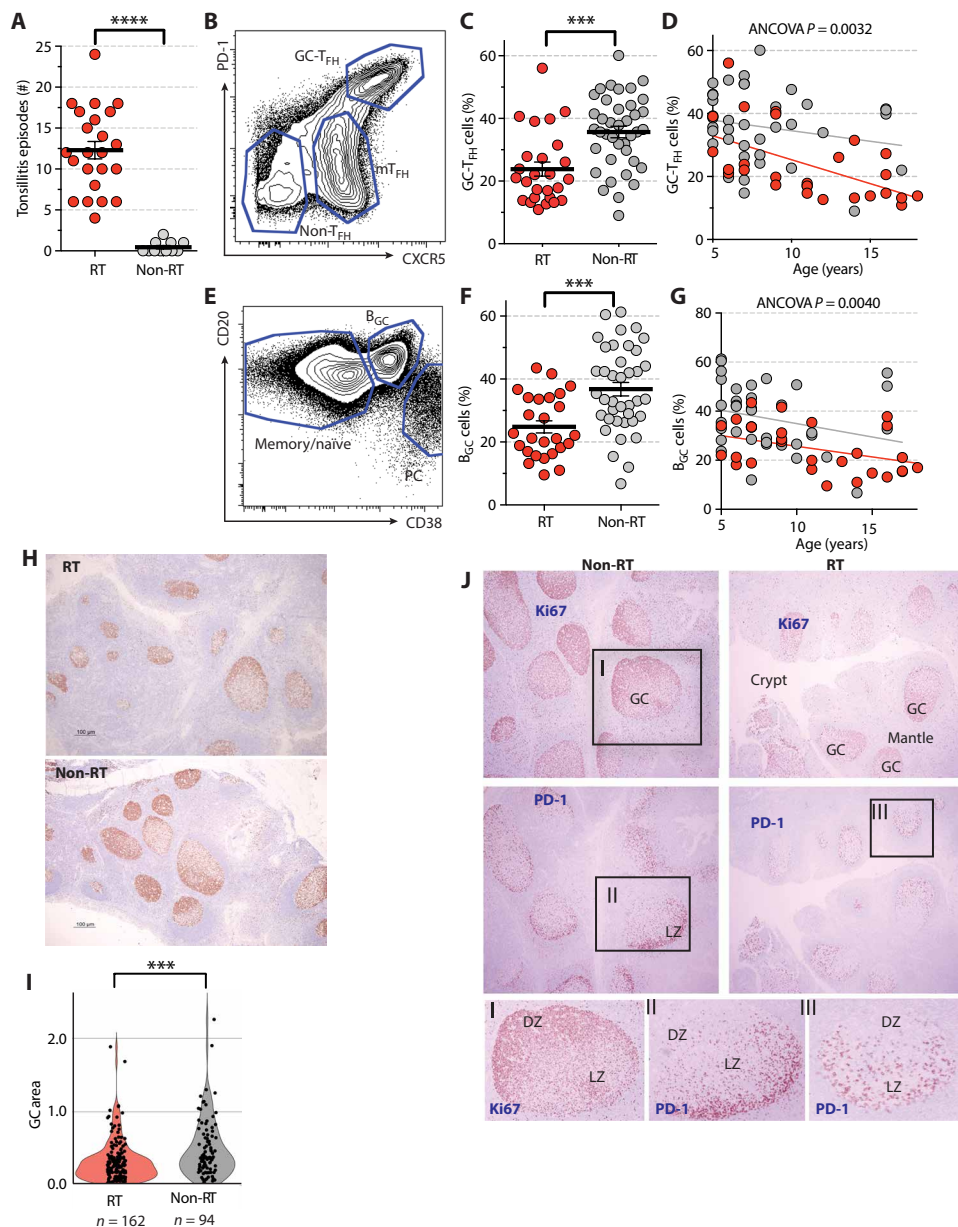 A
****
25
20
15
10
5
0
Tonsillitis episodes (#)
RT
Non-RT
B
PD-1
GC-TFH
mTFH
Non-TFH
CXCR5
C
***
60
40
20
0
GC-TFH cells (%)
RT
Non-RT
D
ANCOVA P = 0.0032
60
40
20
0
GC-TFH cells (%)
5
10
15
Age (years)
E
CD20
BGC
Memory/naïve
PC
CD38
F
***
60
40
20
0
BGC cells (%)
RT
Non-RT
G
ANCOVA P = 0.0040
80
60
40
20
0
BGC cells (%)
5
10
15
Age (years)
H
RT
100 µm
Non-RT
100 µm
I
***
2.0
1.0
0.0
GC area
RT
Non-RT
n = 162
n = 94
J
Non-RT
RT
Ki67
I
GC
Ki67
Crypt
GC
Mantle
GC
GC
PD-1
II
LZ
PD-1
III
I
DZ
LZ
Ki67
II
DZ
LZ
PD-1
III
DZ
LZ
PD-1